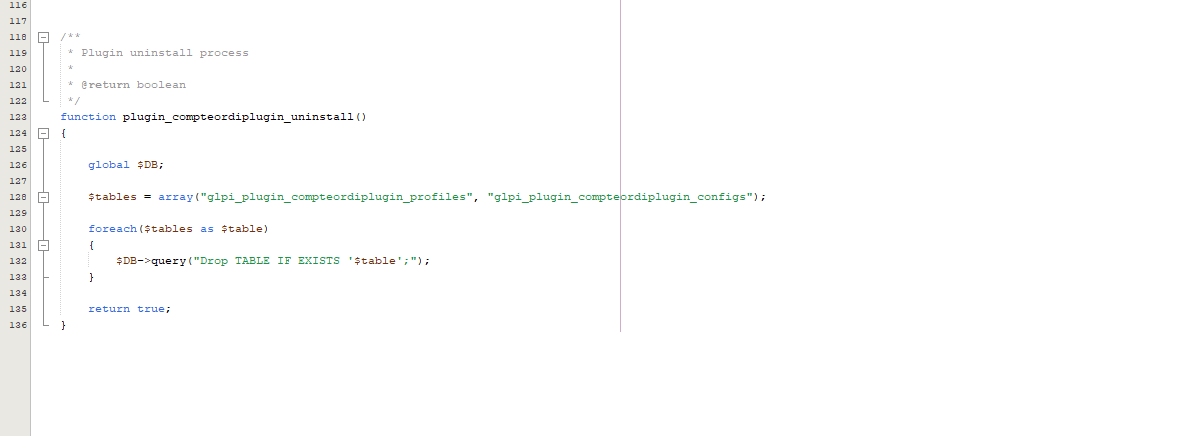 116
117
118 /**
119 * Plugin uninstall process
120 *
121 * @return boolean
122 */
123 function plugin_compteordiplugin_uninstall()
124 {
125
126 global $DB;
127
128 $tables = array("glpi_plugin_compteordiplugin_profiles", "glpi_plugin_compteordiplugin_configs");
129
130 foreach($tables as $table)
131 {
132 $DB->query("Drop TABLE IF EXISTS '$table';");
133 }
134
135 return true;
136 }